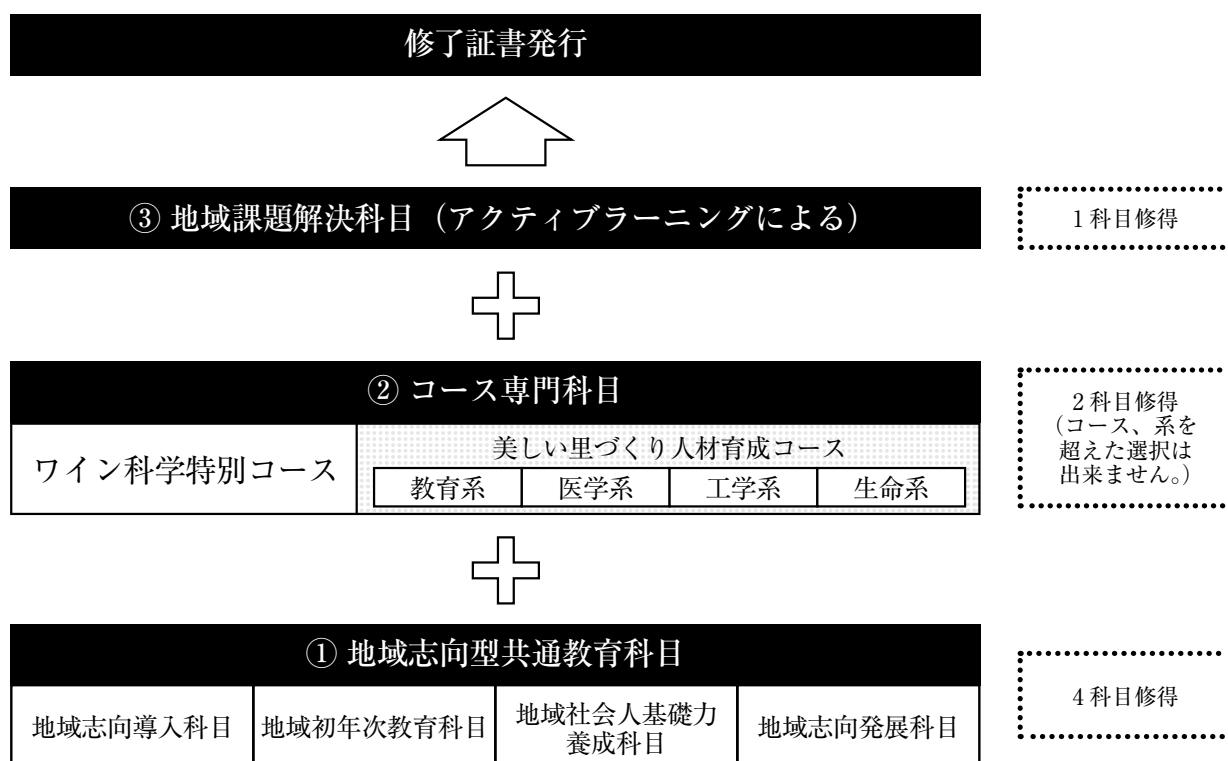 修了証書発行
③ 地域課題解決科目（アクティブラーニングによる）
1科目修得
② コース専門科目
ワイン科学特別コース
美しい里づくり人材育成コース
教育系
医学系
工学系
生命系
2科目修得
（コース、系を
超えた選択は
出来ません。）
① 地域志向型共通教育科目
地域志向導入科目
地域初年次教育科目
地域社会人基礎力
養成科目
地域志向発展科目
4科目修得